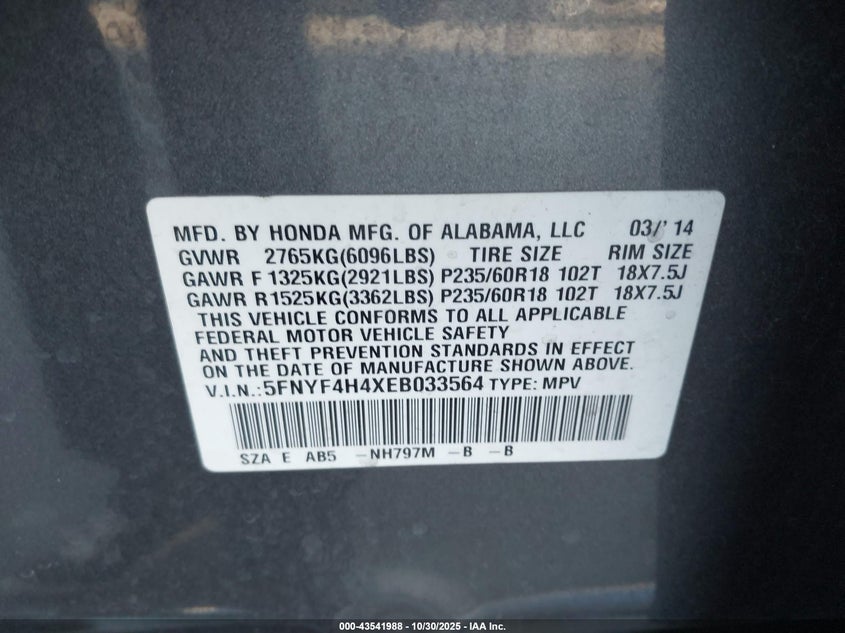 MFD. BY HONDA MFG. OF ALABAMA, LLC 03/' 14
GVWR 2765KG(6096LBS) TIRE SIZE RIM SIZE
GAWR F 1325KG(2921LBS) P235/60R18 102T 18X7.5J
GAWR R1525KG(3362LBS) P235/60R18 102T 18X7.5J
THIS VEHICLE CONFORMS TO ALL APPLICABLE
FEDERAL MOTOR VEHICLE SAFETY
AND THEFT PREVENTION STANDARDS IN EFFECT
ON THE DATE OF MANUFACTURE SHOWN ABOVE.
V.I.N.:5FNYF4H4XEB033564 TYPE: MPV
SZA E AB5 -NH797M -B -B
000-43541988 - 10/30/2025 - IAA Inc.